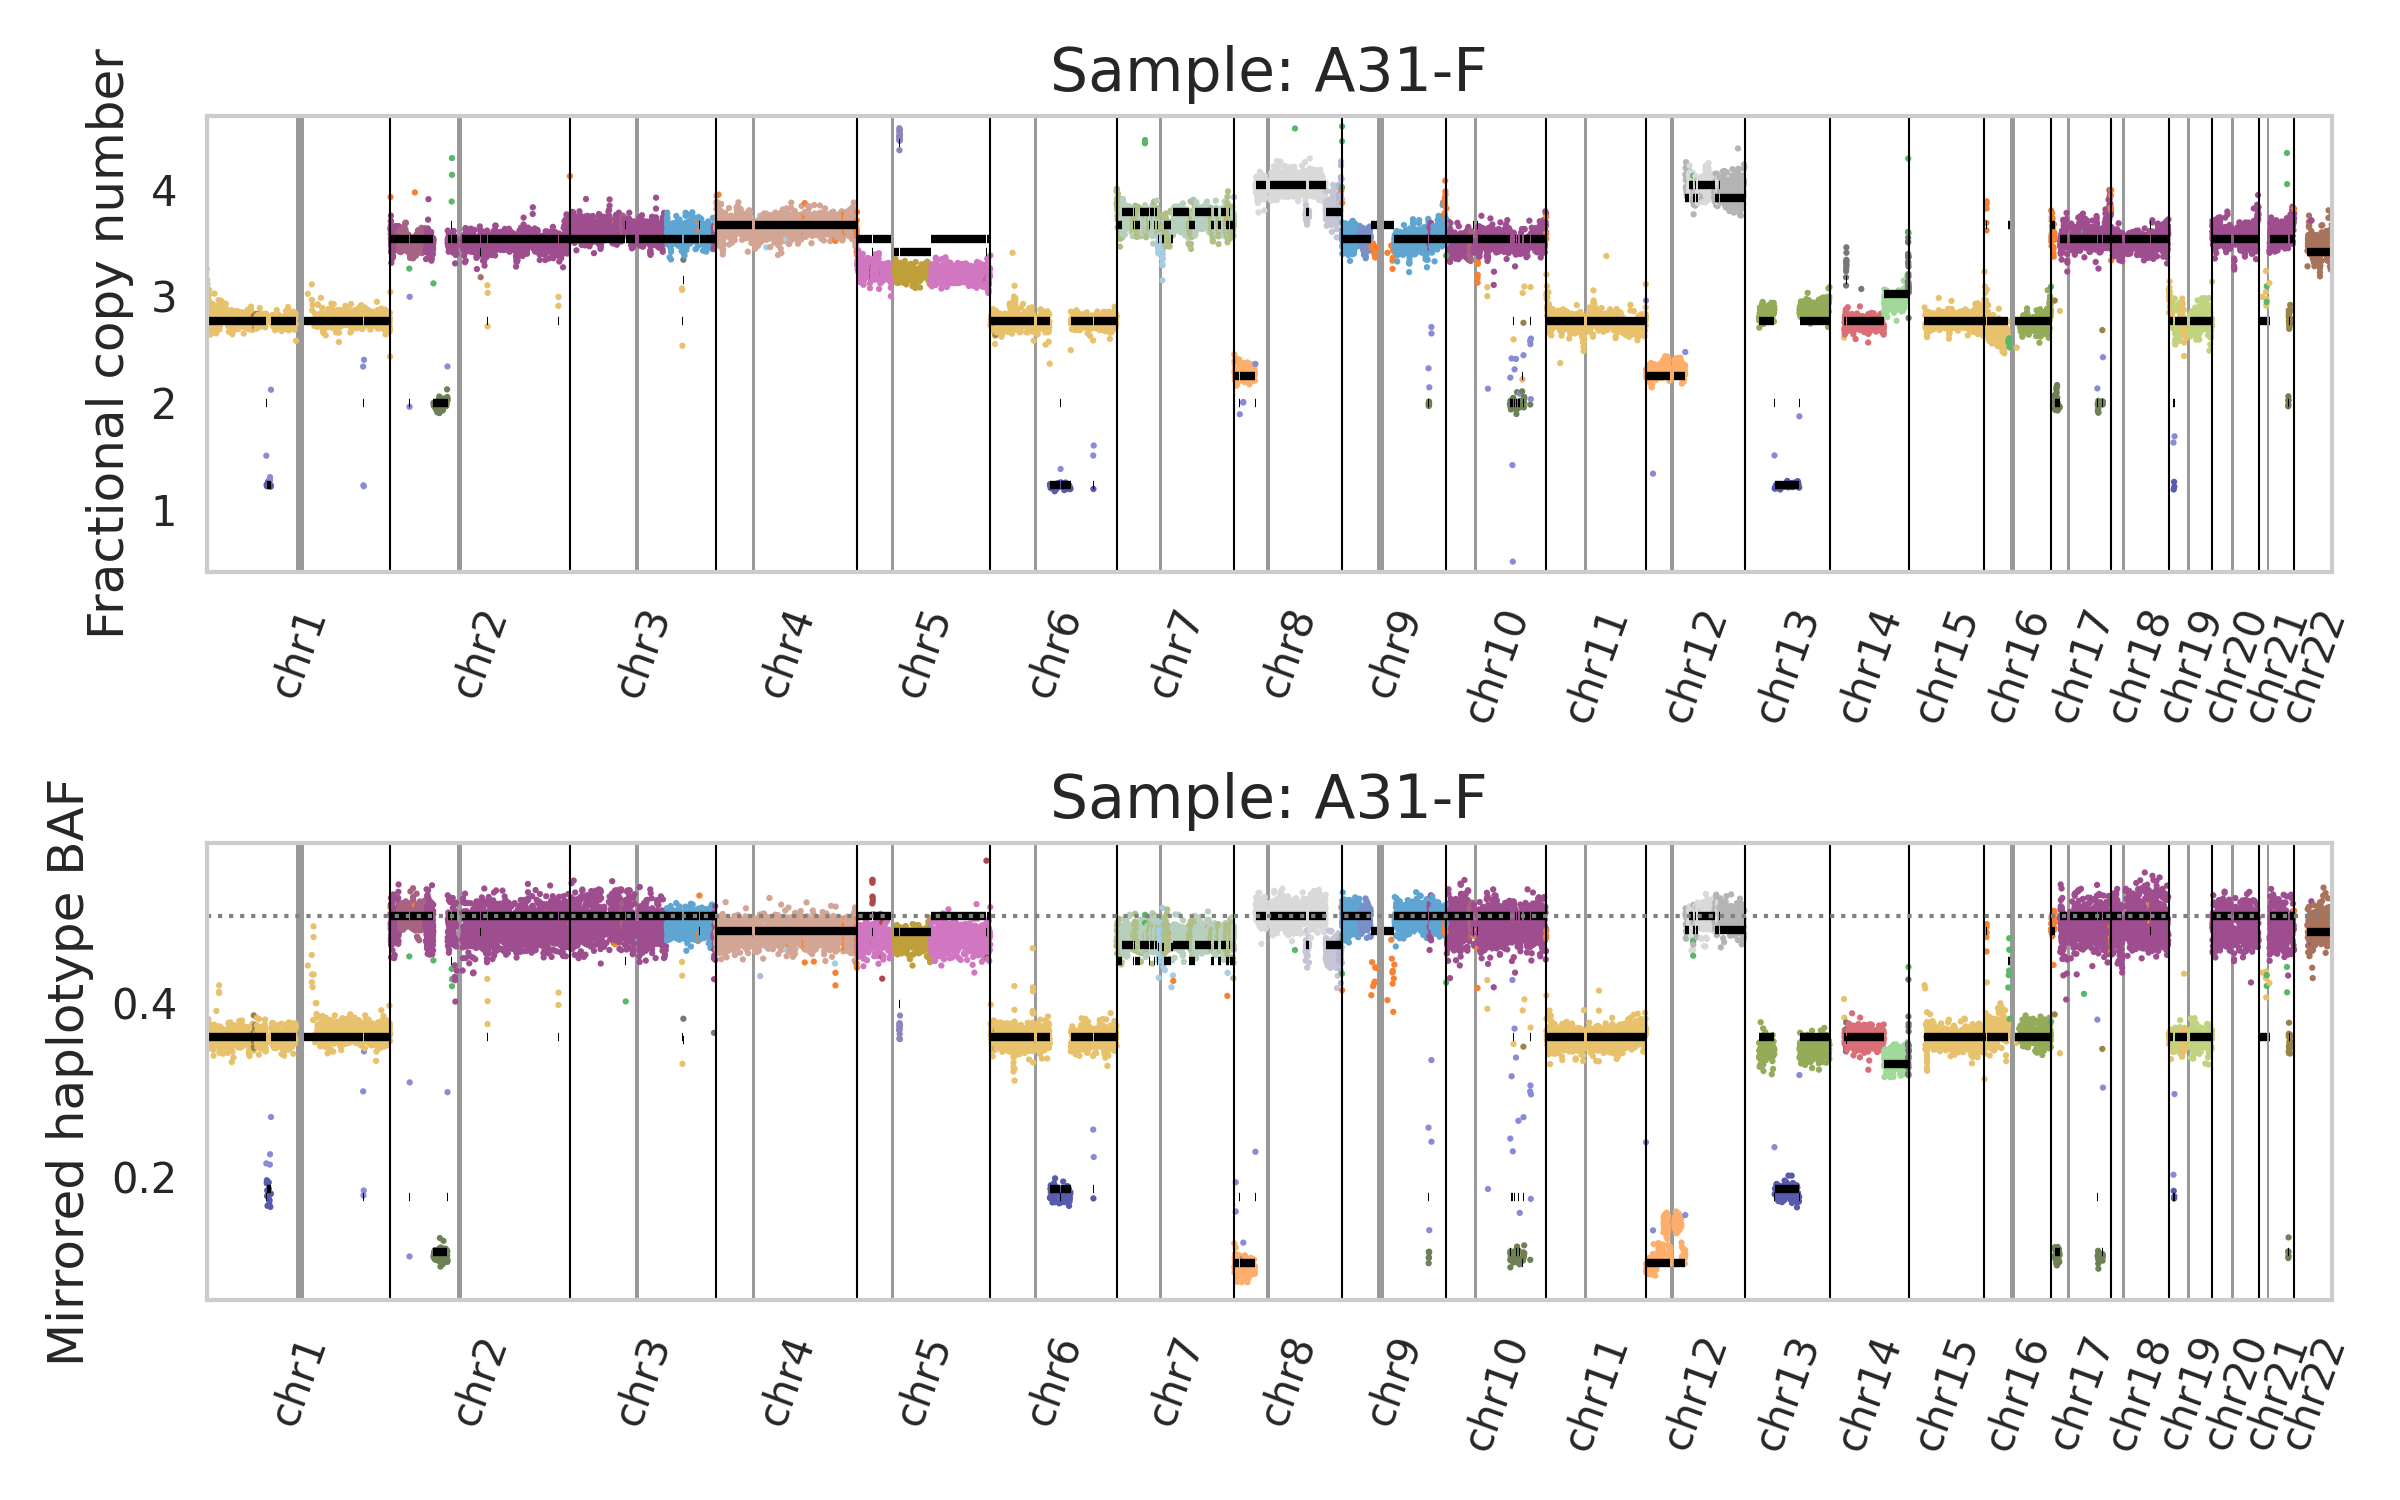 Sample: A31-F
Fractional copy number
4
3
2
1
chr1 chr2 chr3 chr4 chr5 chr6 chr7 chr8 chr9 chr10 chr11 chr12 chr13 chr14 chr15 chr16 chr17 chr18 chr19 chr20 chr21 chr22
Sample: A31-F
Mirrored haplotype BAF
0.4
0.2
chr1 chr2 chr3 chr4 chr5 chr6 chr7 chr8 chr9 chr10 chr11 chr12 chr13 chr14 chr15 chr16 chr17 chr18 chr19 chr20 chr21 chr22